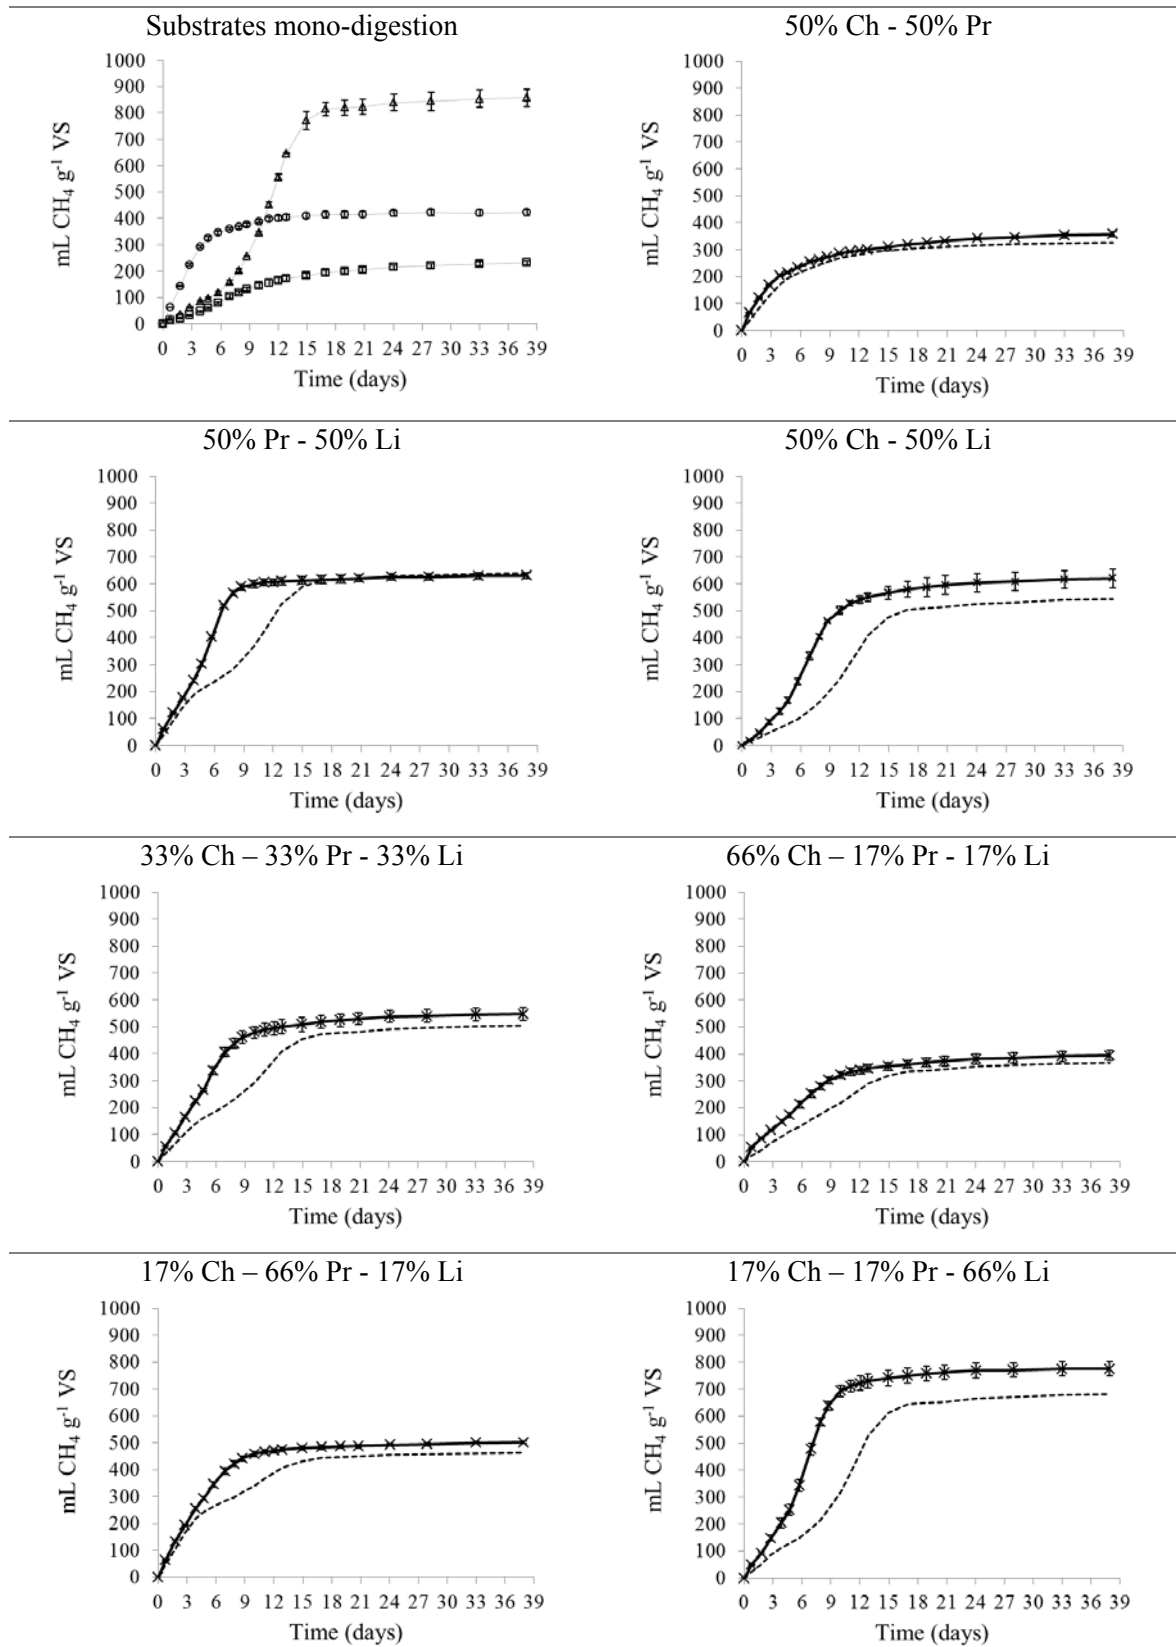 Substrates mono-digestion
mL CH₄ g⁻¹ VS
1000
900
800
700
600
500
400
300
200
100
0
0 3 6 9 12 15 18 21 24 27 30 33 36 39
Time (days)
50% Ch - 50% Pr
mL CH₄ g⁻¹ VS
1000
900
800
700
600
500
400
300
200
100
0
0 3 6 9 12 15 18 21 24 27 30 33 36 39
Time (days)
50% Pr - 50% Li
mL CH₄ g⁻¹ VS
1000
900
800
700
600
500
400
300
200
100
0
0 3 6 9 12 15 18 21 24 27 30 33 36 39
Time (days)
50% Ch - 50% Li
mL CH₄ g⁻¹ VS
1000
900
800
700
600
500
400
300
200
100
0
0 3 6 9 12 15 18 21 24 27 30 33 36 39
Time (days)
33% Ch – 33% Pr - 33% Li
mL CH₄ g⁻¹ VS
1000
900
800
700
600
500
400
300
200
100
0
0 3 6 9 12 15 18 21 24 27 30 33 36 39
Time (days)
66% Ch – 17% Pr - 17% Li
mL CH₄ g⁻¹ VS
1000
900
800
700
600
500
400
300
200
100
0
0 3 6 9 12 15 18 21 24 27 30 33 36 39
Time (days)
17% Ch – 66% Pr - 17% Li
mL CH₄ g⁻¹ VS
1000
900
800
700
600
500
400
300
200
100
0
0 3 6 9 12 15 18 21 24 27 30 33 36 39
Time (days)
17% Ch – 17% Pr - 66% Li
mL CH₄ g⁻¹ VS
1000
900
800
700
600
500
400
300
200
100
0
0 3 6 9 12 15 18 21 24 27 30 33 36 39
Time (days)